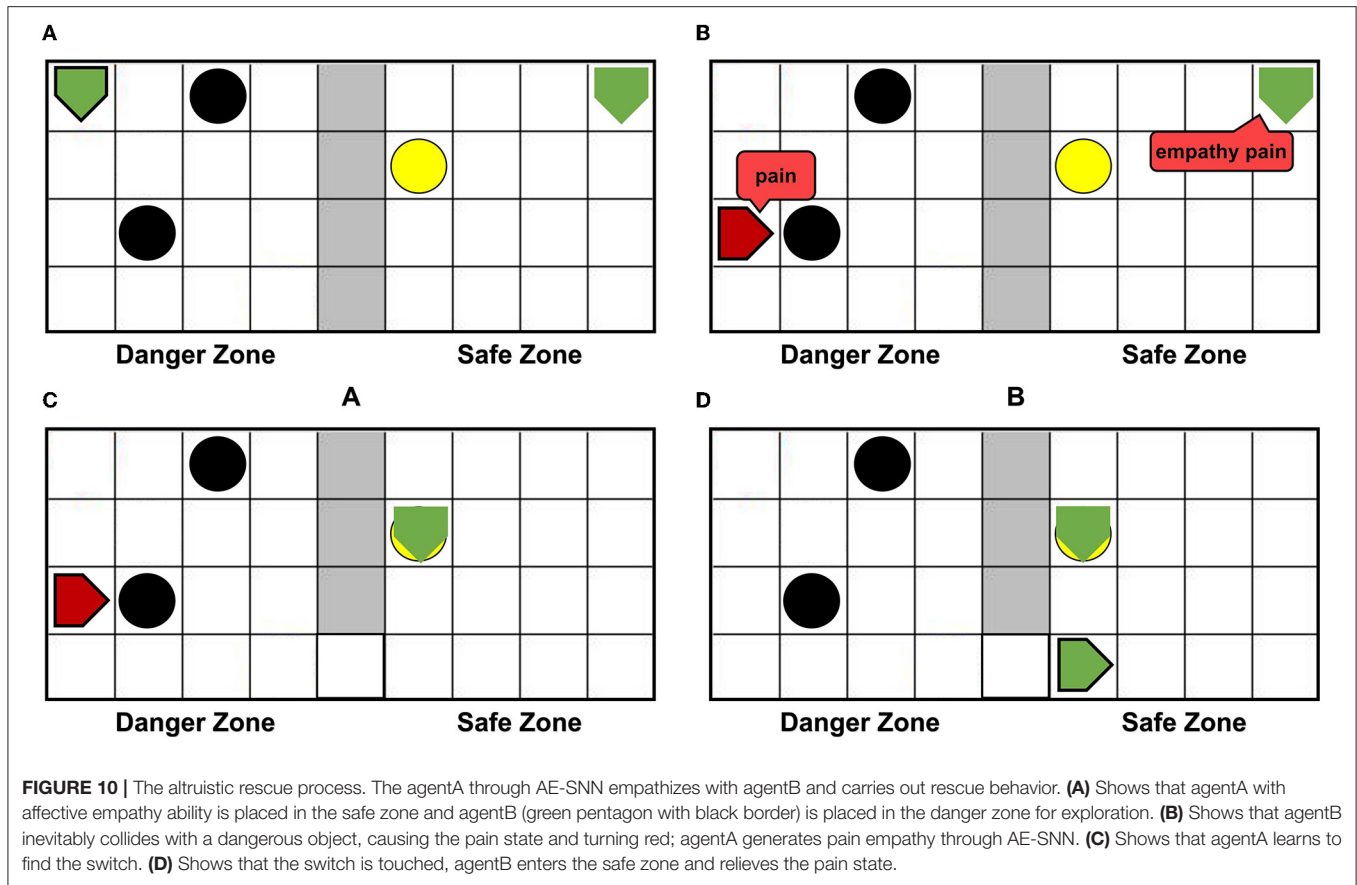 A
B
pain
empathy pain
Danger Zone
Safe Zone
Danger Zone
Safe Zone
C
A
D
B
Danger Zone
Safe Zone
Danger Zone
Safe Zone
FIGURE 10 | The altruistic rescue process. The agentA through AE-SNN empathizes with agentB and carries out rescue behavior. (A) Shows that agentA with
affective empathy ability is placed in the safe zone and agentB (green pentagon with black border) is placed in the danger zone for exploration. (B) Shows that agentB
inevitably collides with a dangerous object, causing the pain state and turning red; agentA generates pain empathy through AE-SNN. (C) Shows that agentA learns to
find the switch. (D) Shows that the switch is touched, agentB enters the safe zone and relieves the pain state.